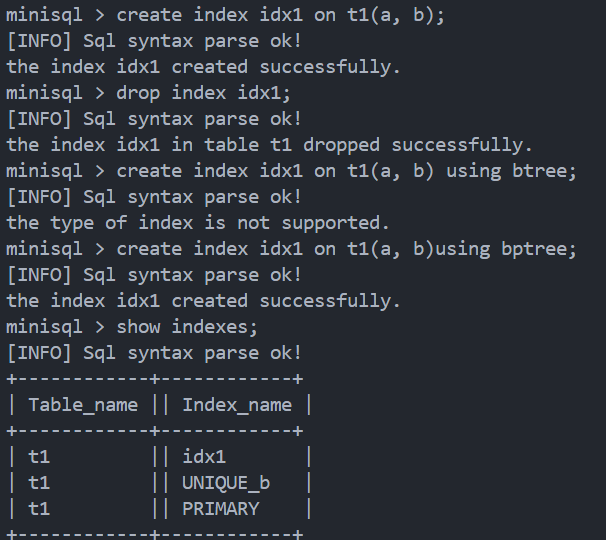 minisql > create index idx1 on t1(a, b);
[INFO] Sql syntax parse ok!
the index idx1 created successfully.
minisql > drop index idx1;
[INFO] Sql syntax parse ok!
the index idx1 in table t1 dropped successfully.
minisql > create index idx1 on t1(a, b) using btree;
[INFO] Sql syntax parse ok!
the type of index is not supported.
minisql > create index idx1 on t1(a, b)using bptree;
[INFO] Sql syntax parse ok!
the index idx1 created successfully.
minisql > show indexes;
[INFO] Sql syntax parse ok!
+------------+------------+
| Table_name || Index_name |
+------------+------------+
| t1         || idx1       |
| t1         || UNIQUE_b   |
| t1         || PRIMARY    |
+------------+------------+